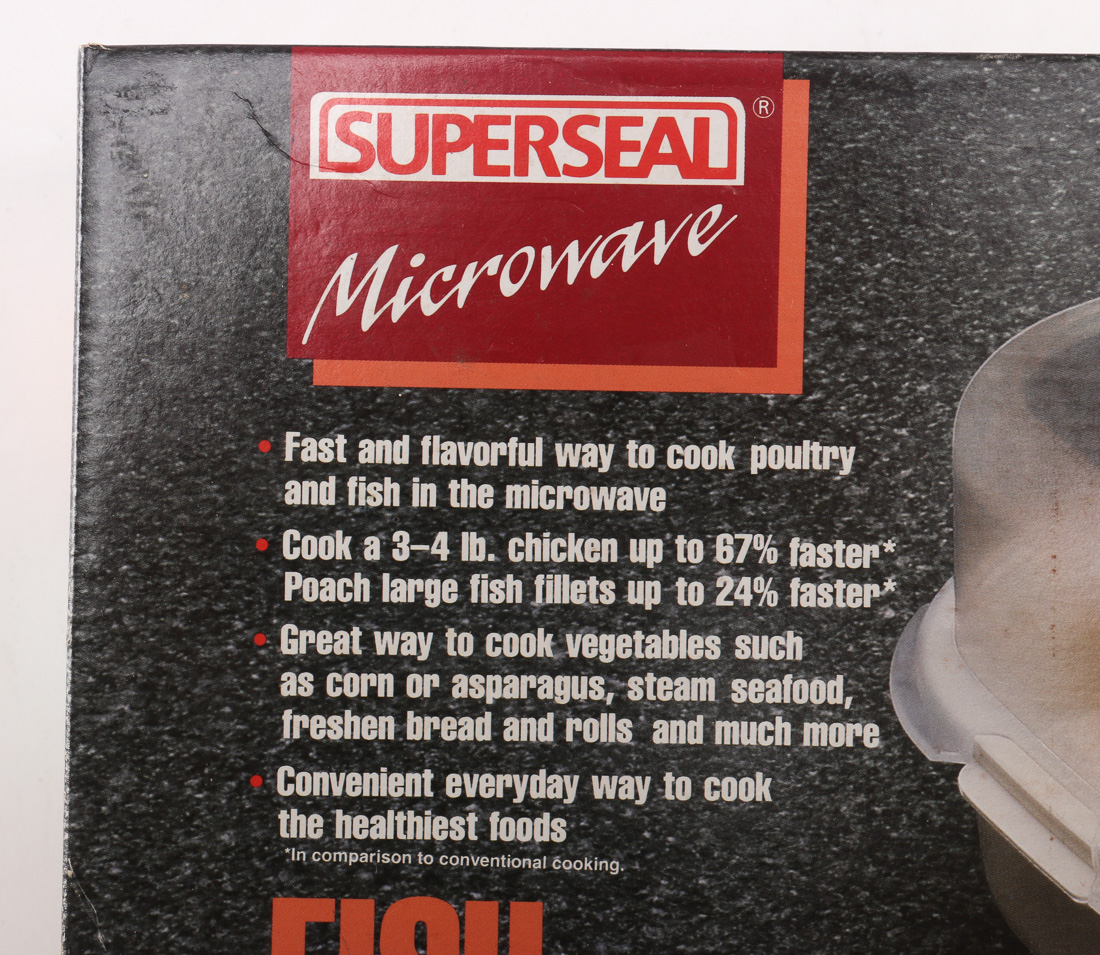 SUPERSEAL ®
Microwave
• Fast and flavorful way to cook poultry
and fish in the microwave
• Cook a 3–4 lb. chicken up to 67% faster*
Poach large fish fillets up to 24% faster*
• Great way to cook vegetables such
as corn or asparagus, steam seafood,
freshen bread and rolls and much more
• Convenient everyday way to cook
the healthiest foods
*In comparison to conventional cooking.
FISH